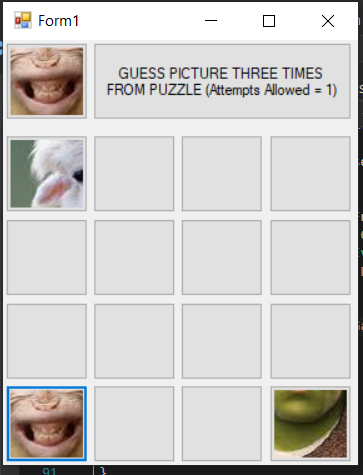 Form1
GUESS PICTURE THREE TIMES
FROM PUZZLE (Attempts Allowed = 1)
91 }